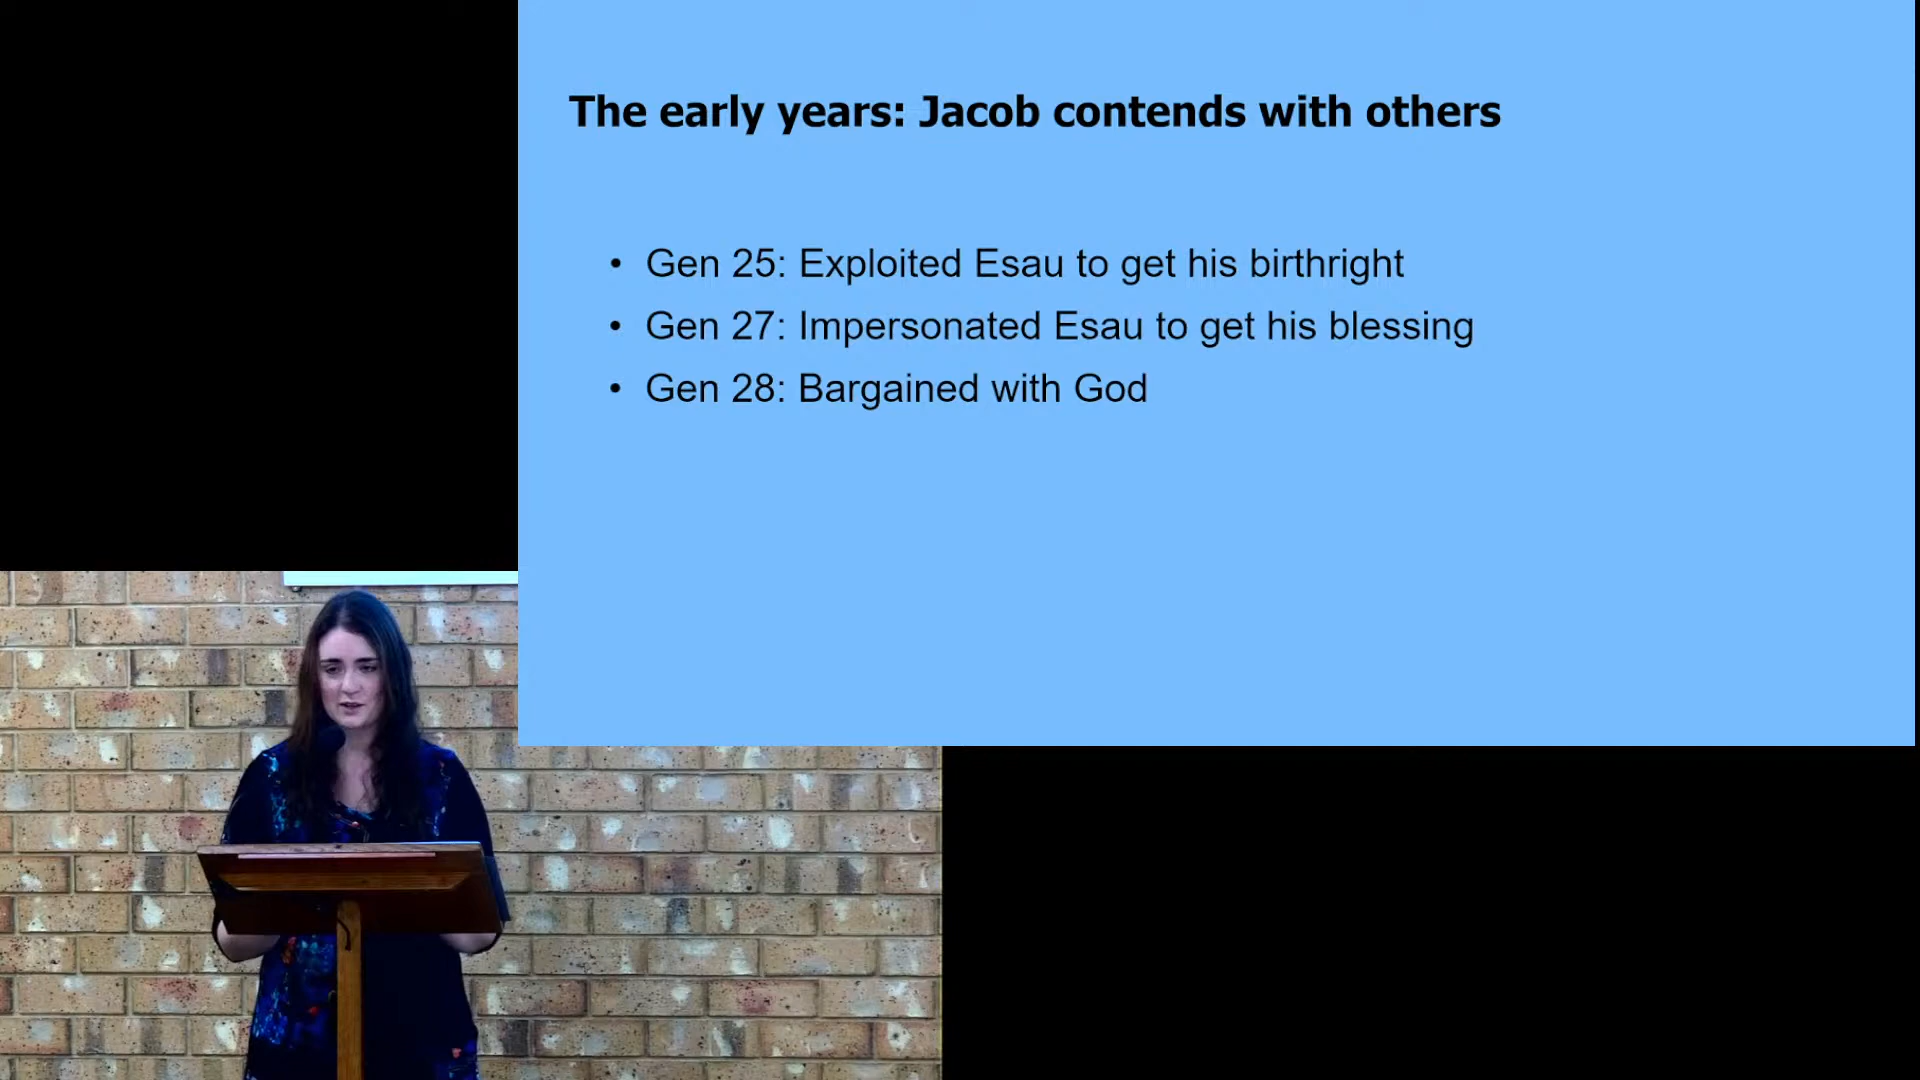 The early years: Jacob contends with others
• Gen 25: Exploited Esau to get his birthright
• Gen 27: Impersonated Esau to get his blessing
• Gen 28: Bargained with God